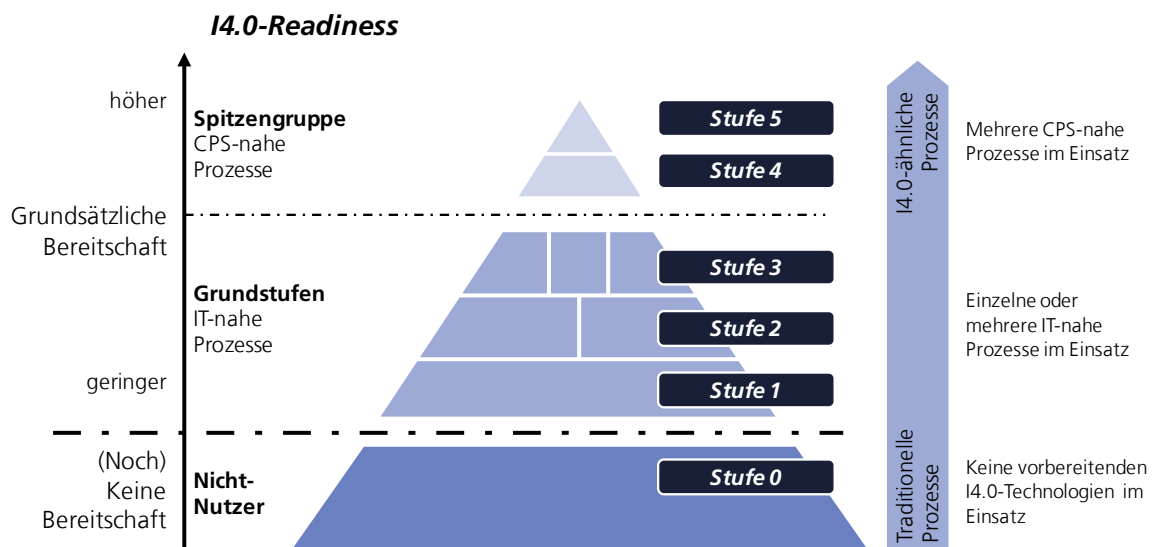 I4.0-Readiness
höher
Spitzengruppe
CPS-nahe
Prozesse
Stufe 5
Stufe 4
I4.0-ähnliche
Prozesse
Mehrere CPS-nahe
Prozesse im Einsatz
Grundsätzliche
Bereitschaft
Grundstufen
IT-nahe
Prozesse
Stufe 3
Stufe 2
Stufe 1
Einzelne oder
mehrere IT-nahe
Prozesse im Einsatz
geringer
(Noch)
Keine
Bereitschaft
Nicht-
Nutzer
Stufe 0
Traditionelle
Prozesse
Keine vorbereitenden
I4.0-Technologien im
Einsatz